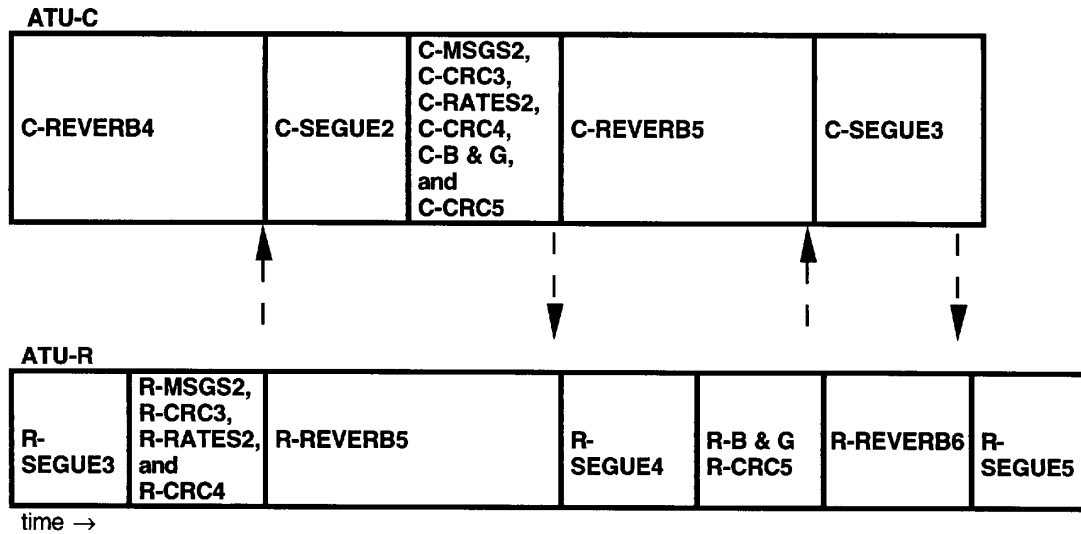 ATU-C
C-REVERB4
C-SEGUE2
C-MSGS2,
C-CRC3,
C-RATES2,
C-CRC4,
C-B & G,
and
C-CRC5
C-REVERB5
C-SEGUE3
ATU-R
R-
SEGUE3
R-MSGS2,
R-CRC3,
R-RATES2,
and
R-CRC4
R-REVERB5
R-
SEGUE4
R-B & G
R-CRC5
R-REVERB6
R-
SEGUE5
time →